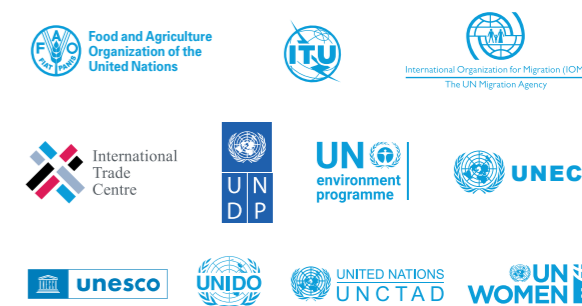 Food and Agriculture
Organization of the
United Nations
F A O
FIAT PANIS
ITU
International Organization for Migration (IOM
The UN Migration Agency
International
Trade
Centre
U N
D P
UN
environment
programme
UNEC
unesco
UNIDO
UNITED NATIONS
UNCTAD
UN
WOMEN